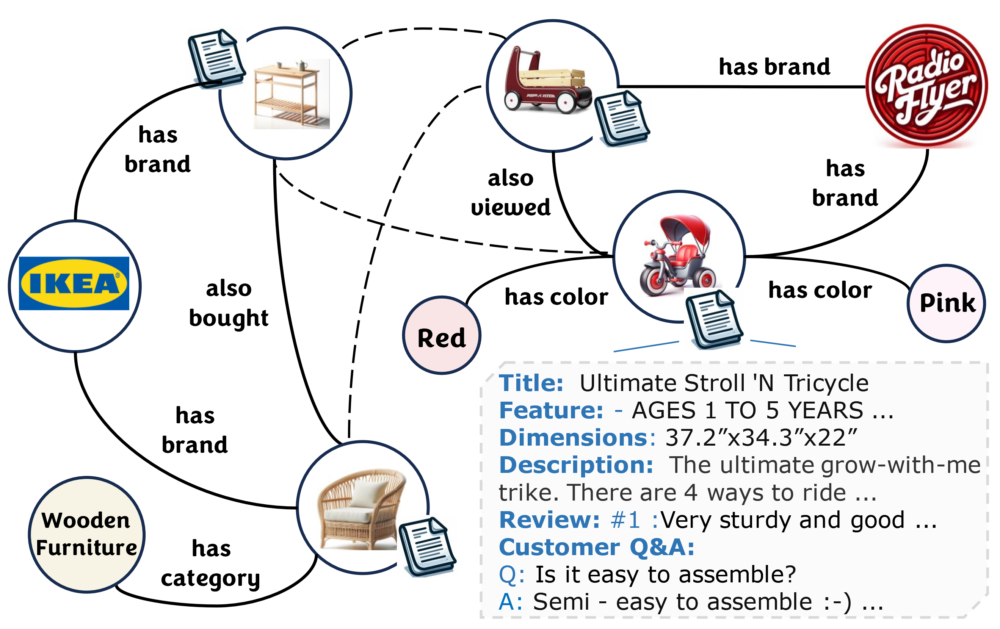 has brand
Radio
Flyer
RADIO FLYER
has
brand
has
brand
also
viewed
IKEA®
also
bought
has color
has color
Pink
Red
has
brand
Wooden
Furniture
has
category
Title: Ultimate Stroll 'N Tricycle
Feature: - AGES 1 TO 5 YEARS ...
Dimensions: 37.2″x34.3″x22″
Description: The ultimate grow-with-me
trike. There are 4 ways to ride ...
Review: #1 :Very sturdy and good ...
Customer Q&A:
Q: Is it easy to assemble?
A: Semi - easy to assemble :-) ...